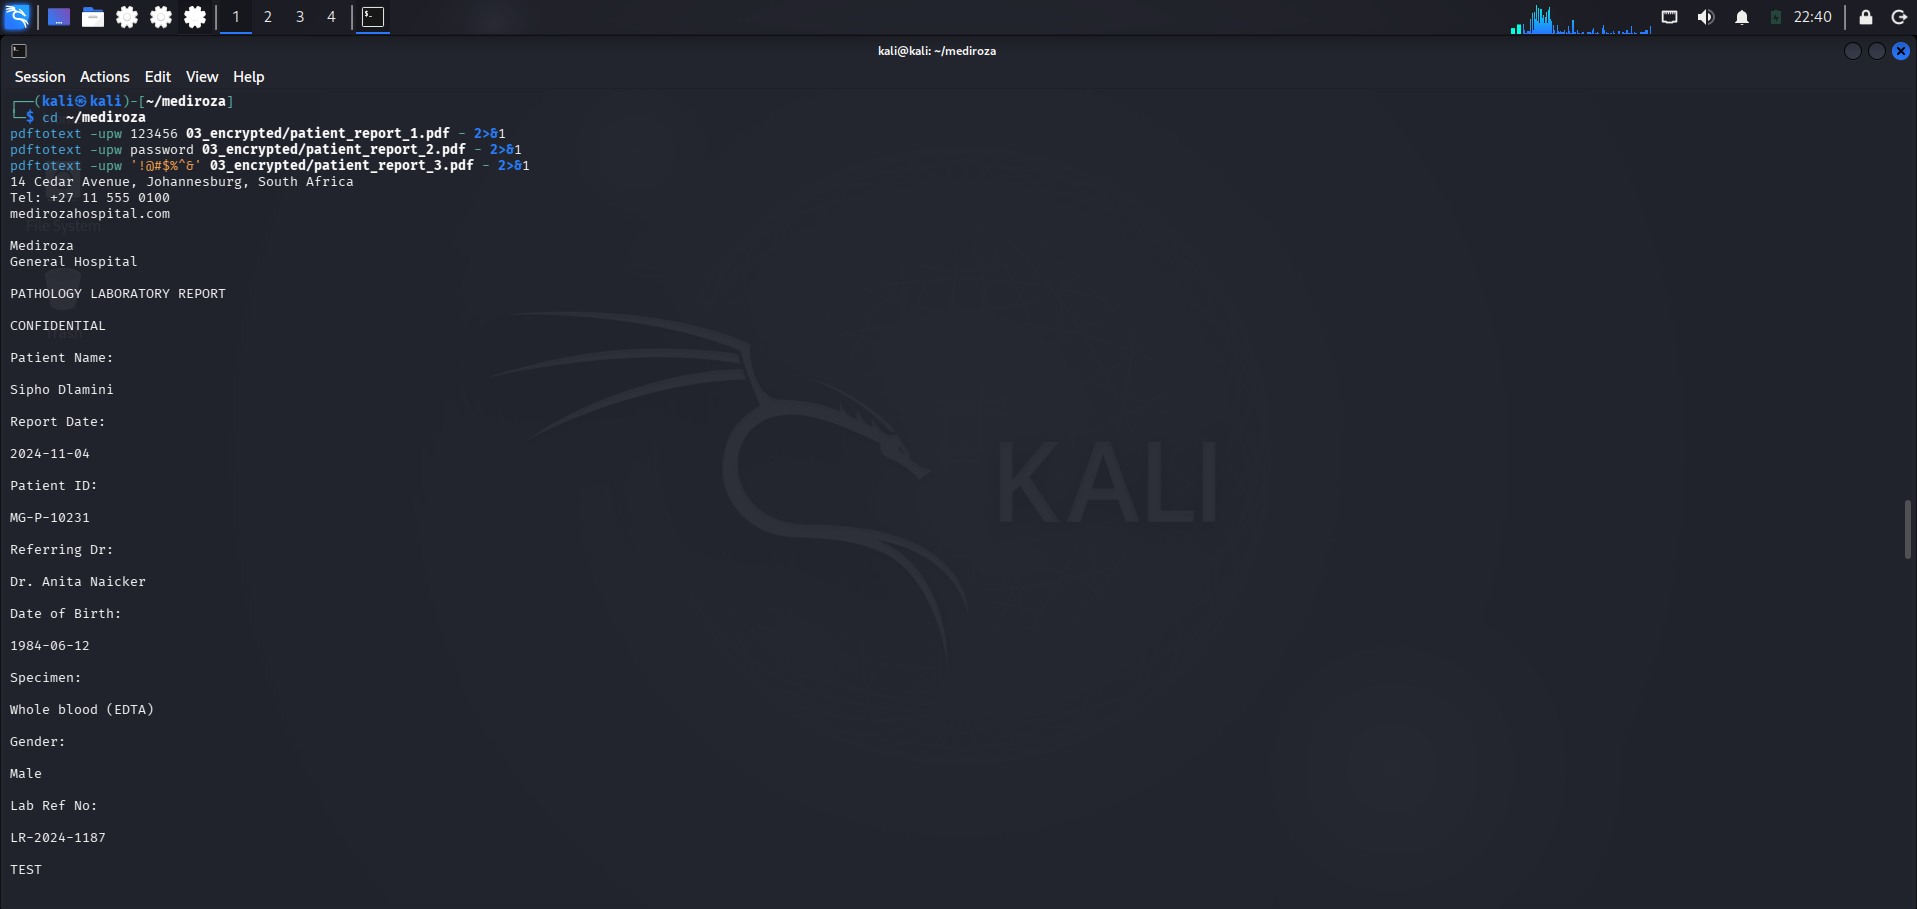 1 2 3 4
22:40
kali@kali: ~/mediroza
Session Actions Edit View Help
┌──(kali㉿kali)-[~/mediroza]
└─$ cd ~/mediroza
pdftotext -upw 123456 03_encrypted/patient_report_1.pdf - 2>&1
pdftotext -upw password 03_encrypted/patient_report_2.pdf - 2>&1
pdftotext -upw '!@#$%^&' 03_encrypted/patient_report_3.pdf - 2>&1
14 Cedar Avenue, Johannesburg, South Africa
Tel: +27 11 555 0100
medirozahospital.com
File System
Mediroza
General Hospital
PATHOLOGY LABORATORY REPORT
CONFIDENTIAL
Trash
Patient Name:
Sipho Dlamini
Report Date:
2024-11-04
Patient ID:
MG-P-10231
Referring Dr:
Dr. Anita Naicker
Date of Birth:
1984-06-12
Specimen:
Whole blood (EDTA)
Gender:
Male
Lab Ref No:
LR-2024-1187
TEST
KALI